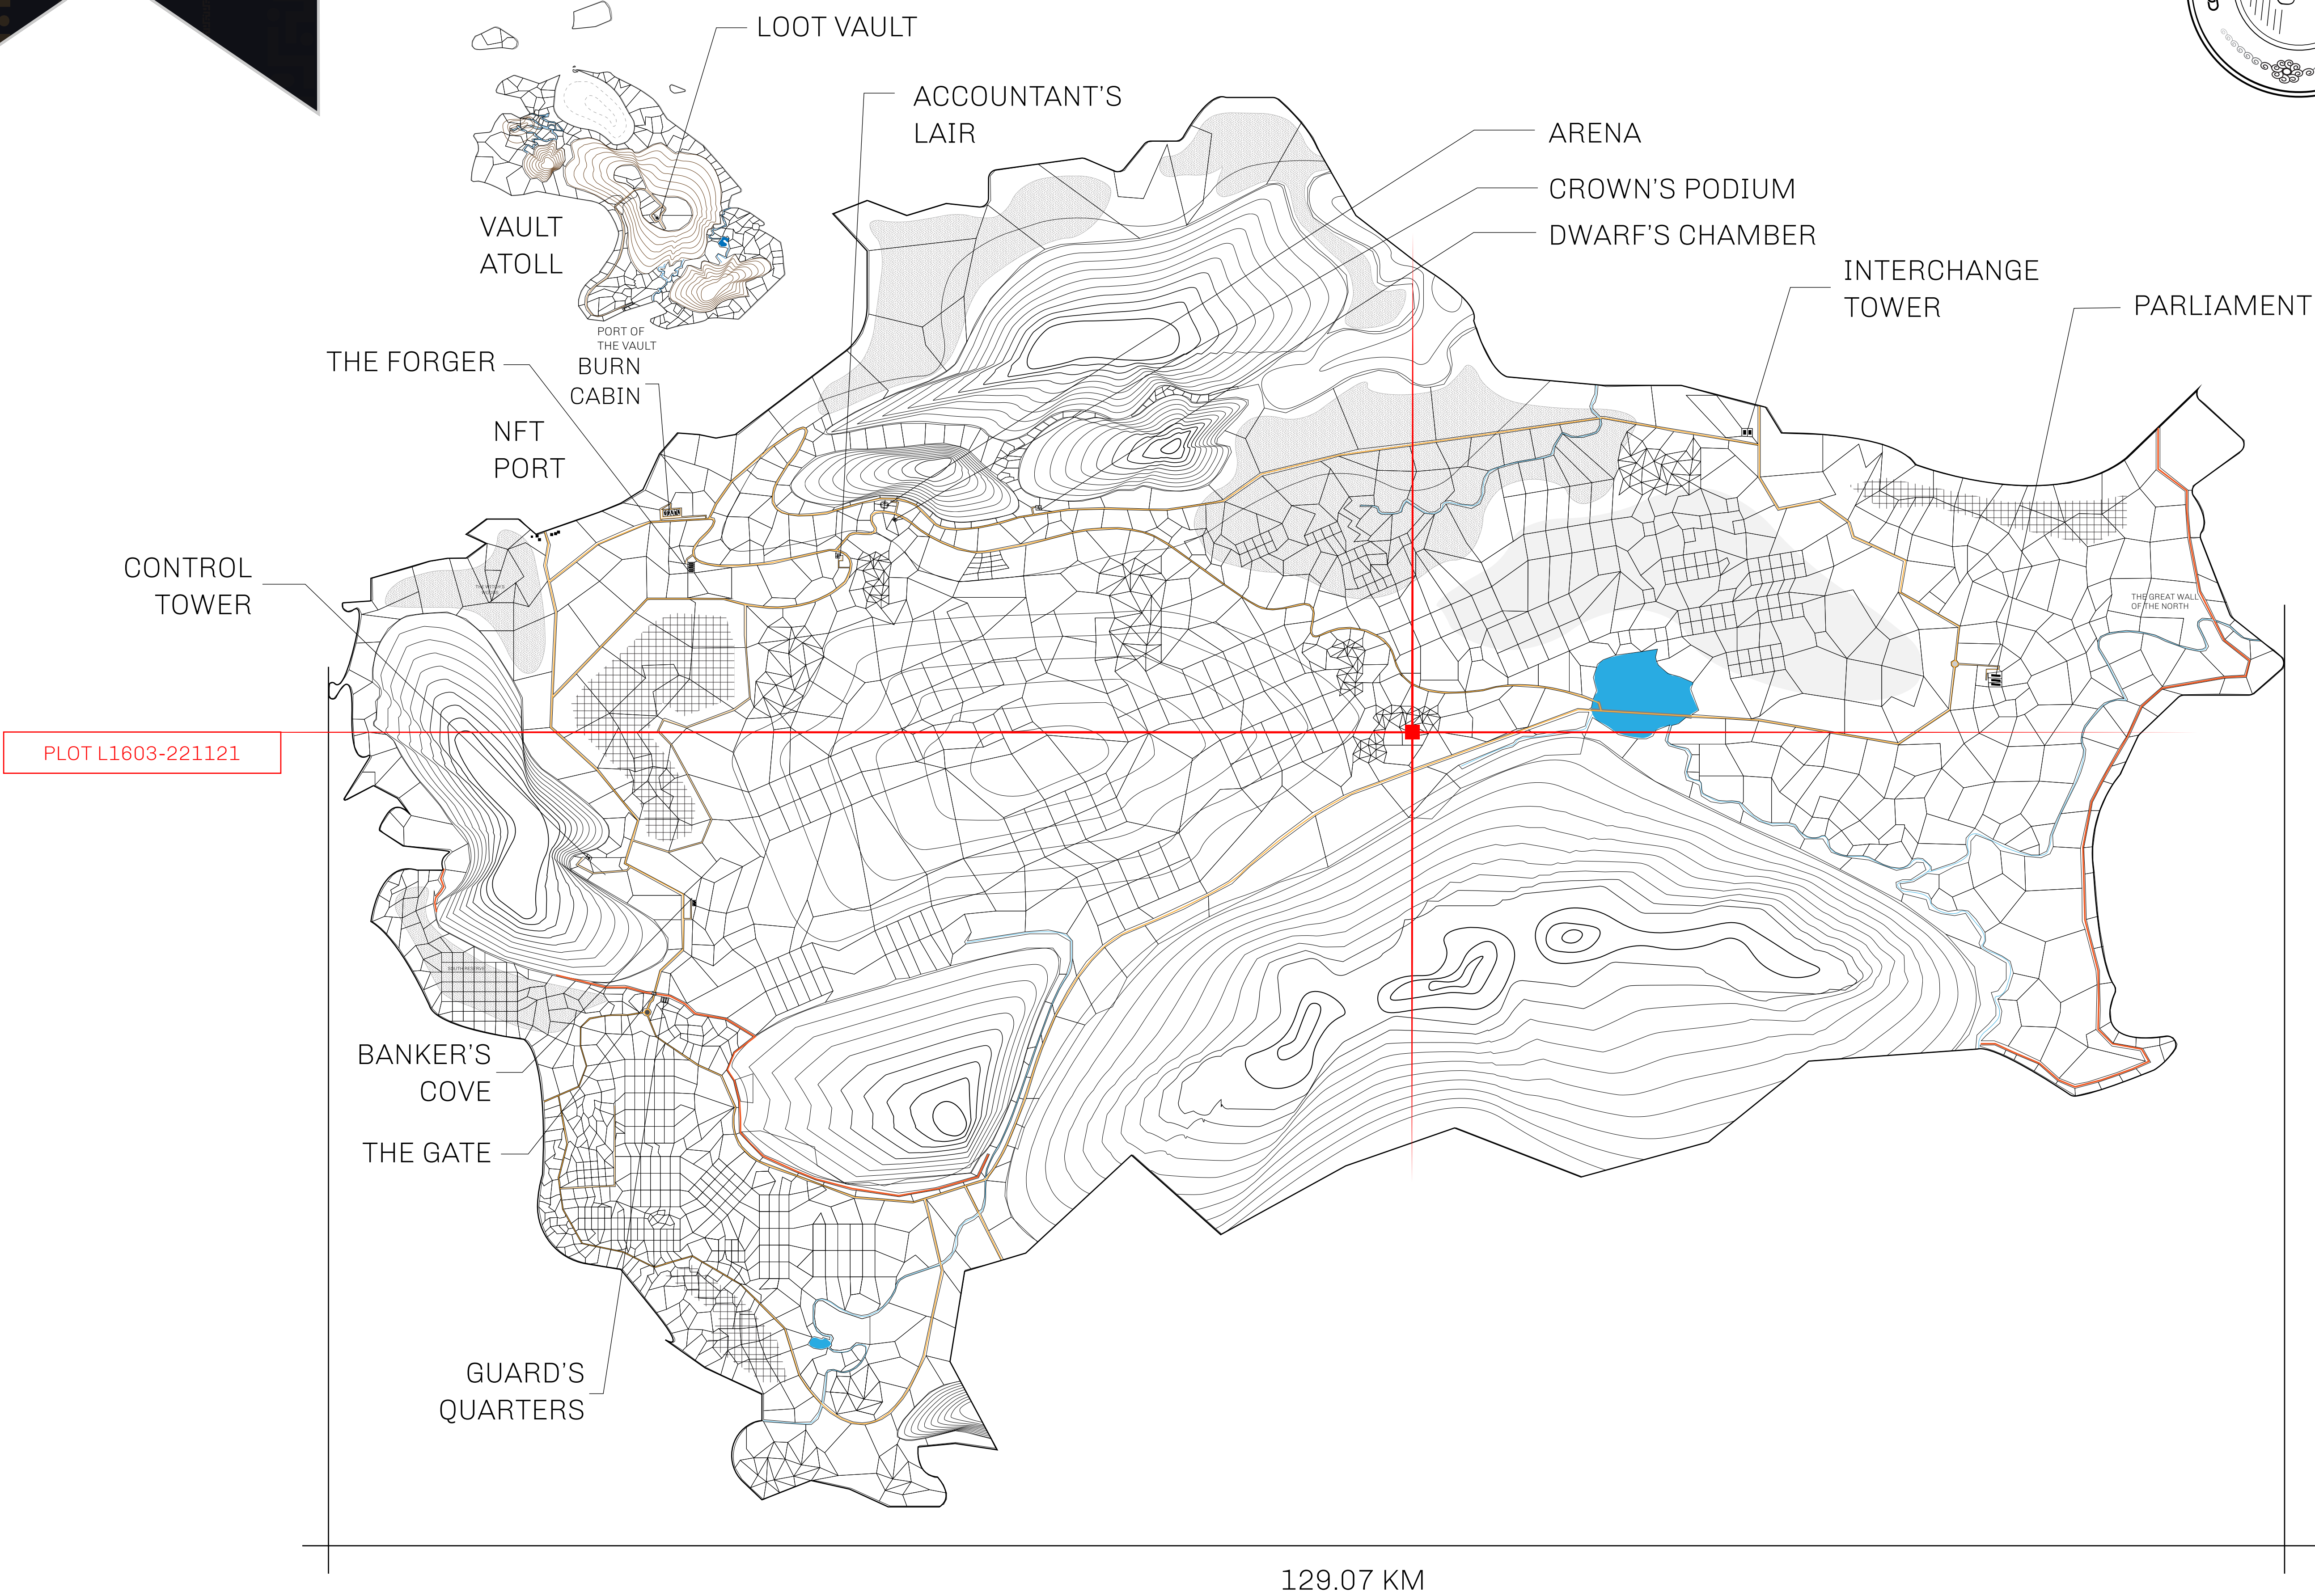 LOOT VAULT
ACCOUNTANT'S
LAIR
ARENA
CROWN'S PODIUM
DWARF'S CHAMBER
VAULT
ATOLL
INTERCHANGE
TOWER
PARLIAMENT
PORT OF
THE VAULT
THE FORGER
BURN
CABIN
NFT
PORT
CONTROL
TOWER
THE GREAT WALL
OF THE NORTH
PLOT L1603-221121
SOUTH RESERVE
BANKER'S
COVE
THE GATE
GUARD'S
QUARTERS
129.07 KM